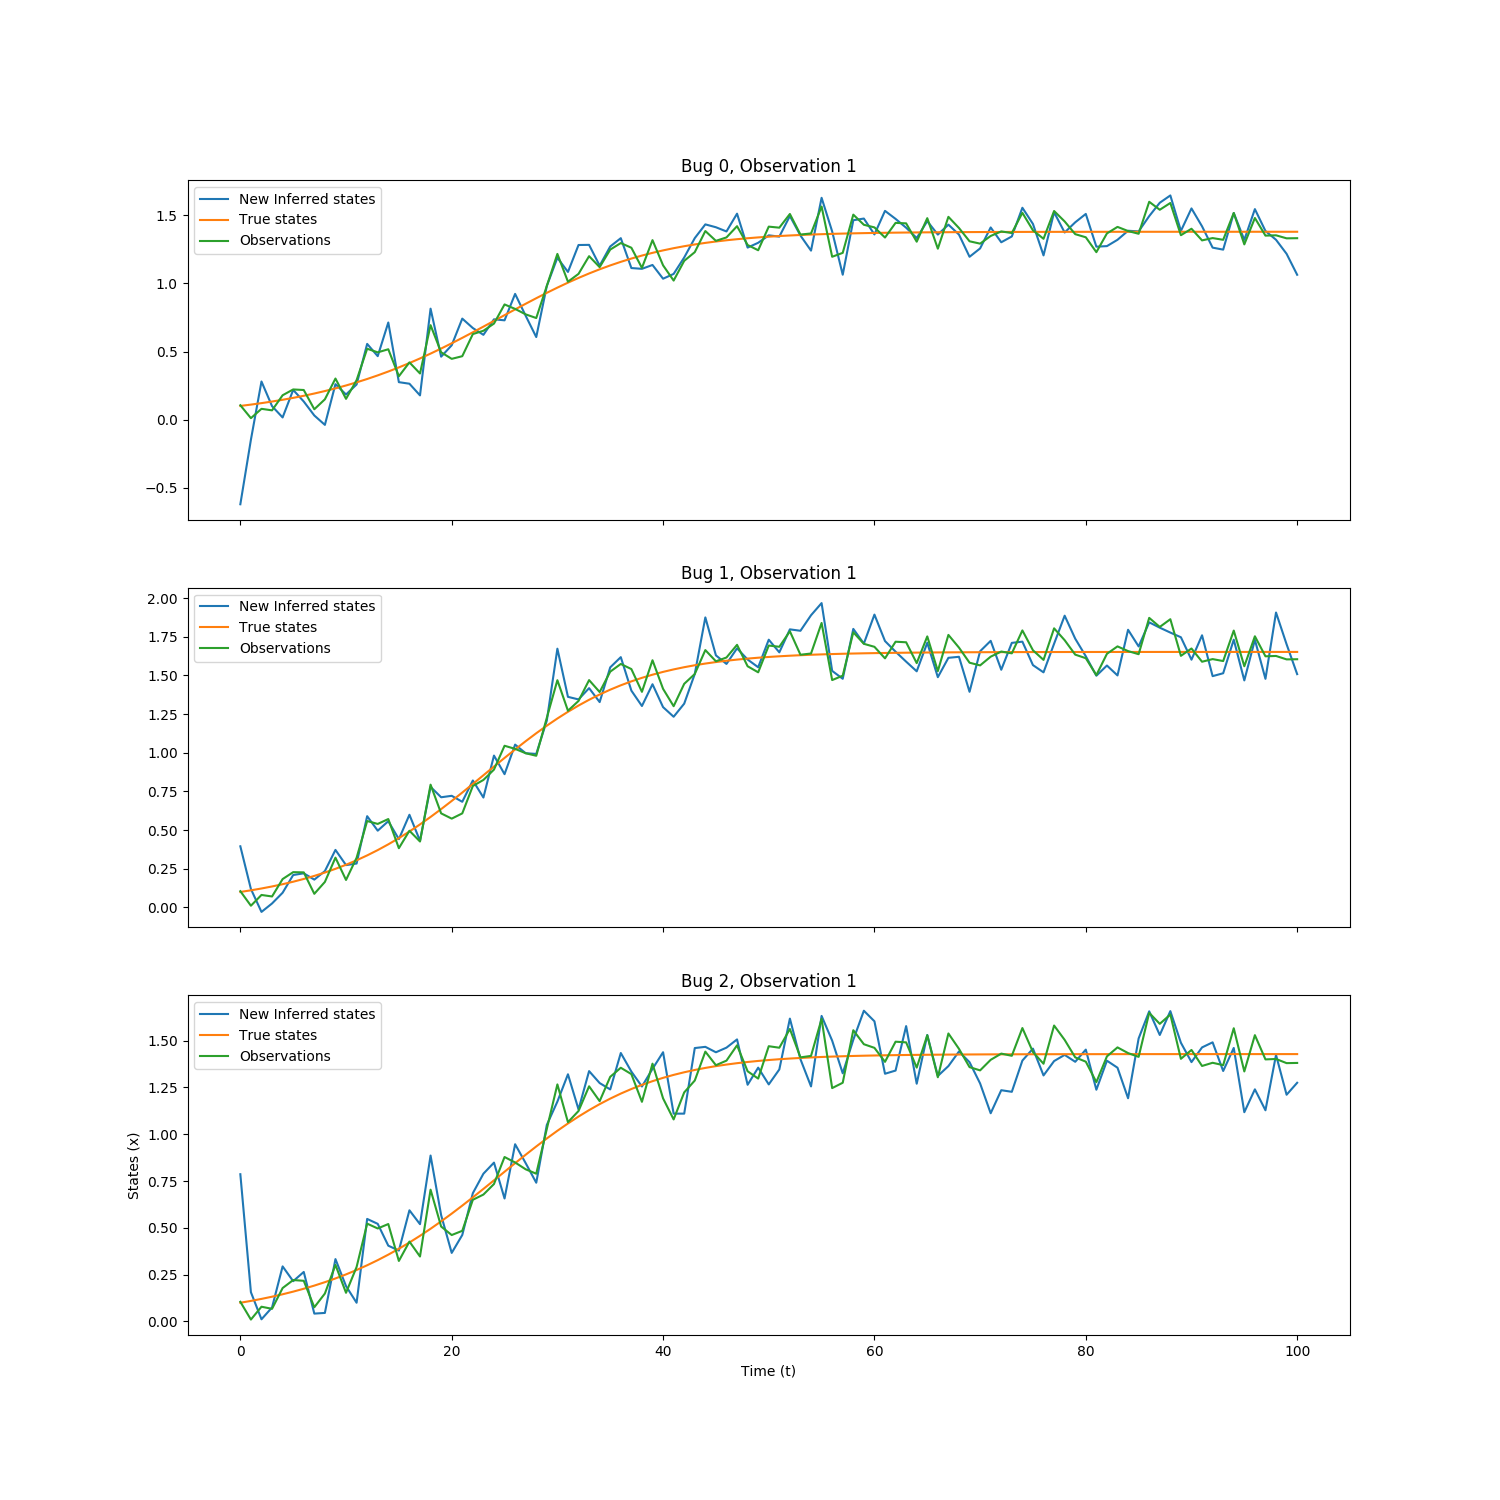 Bug 0, Observation 1
New Inferred states
True states
Observations
1.5
1.0
0.5
0.0
−0.5
Bug 1, Observation 1
New Inferred states
True states
Observations
2.00
1.75
1.50
1.25
1.00
0.75
0.50
0.25
0.00
Bug 2, Observation 1
New Inferred states
True states
Observations
1.50
1.25
1.00
0.75
0.50
0.25
0.00
States (x)
0 20 40 60 80 100
Time (t)